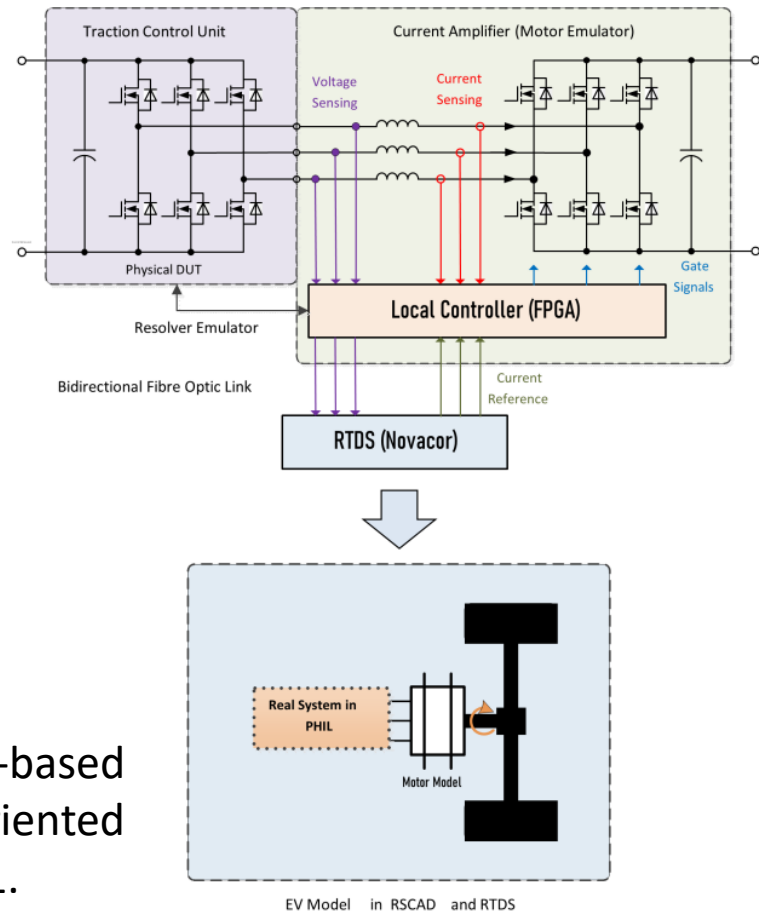 Traction Control Unit
Current Amplifier (Motor Emulator)
Voltage
Sensing
Current
Sensing
Physical DUT
Gate
Signals
Local Controller (FPGA)
Resolver Emulator
Bidirectional Fibre Optic Link
Current
Reference
RTDS (Novacor)
Real System in
PHIL
Motor Model
-based
iented
EV Model in RSCAD and RTDS